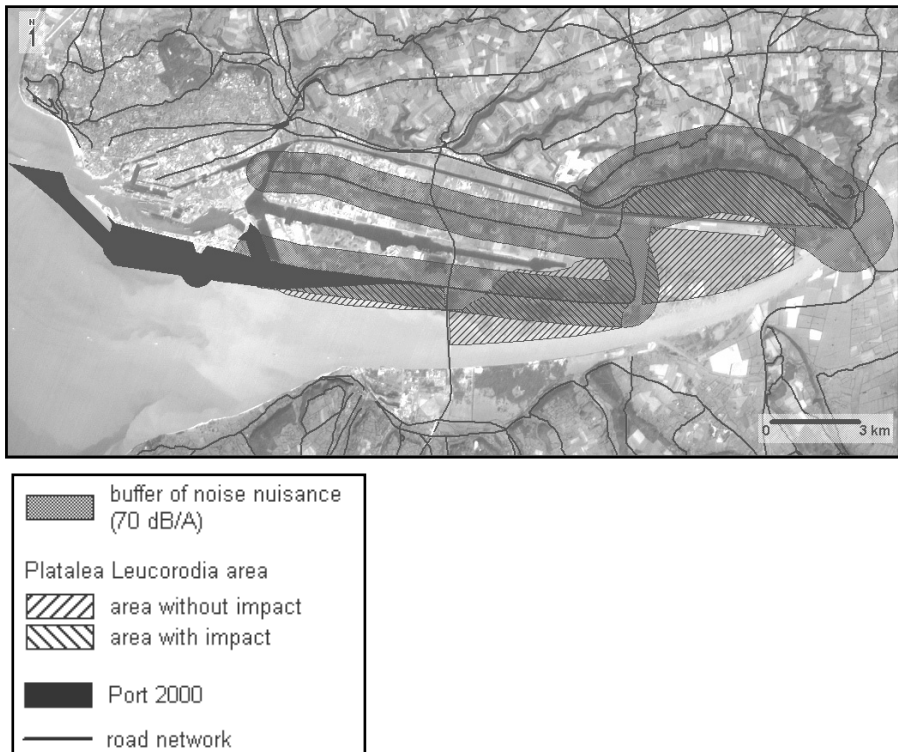 N
0 3 km
buffer of noise nuisance
(70 dB/A)
Platalea Leucorodia area
area without impact
area with impact
Port 2000
road network